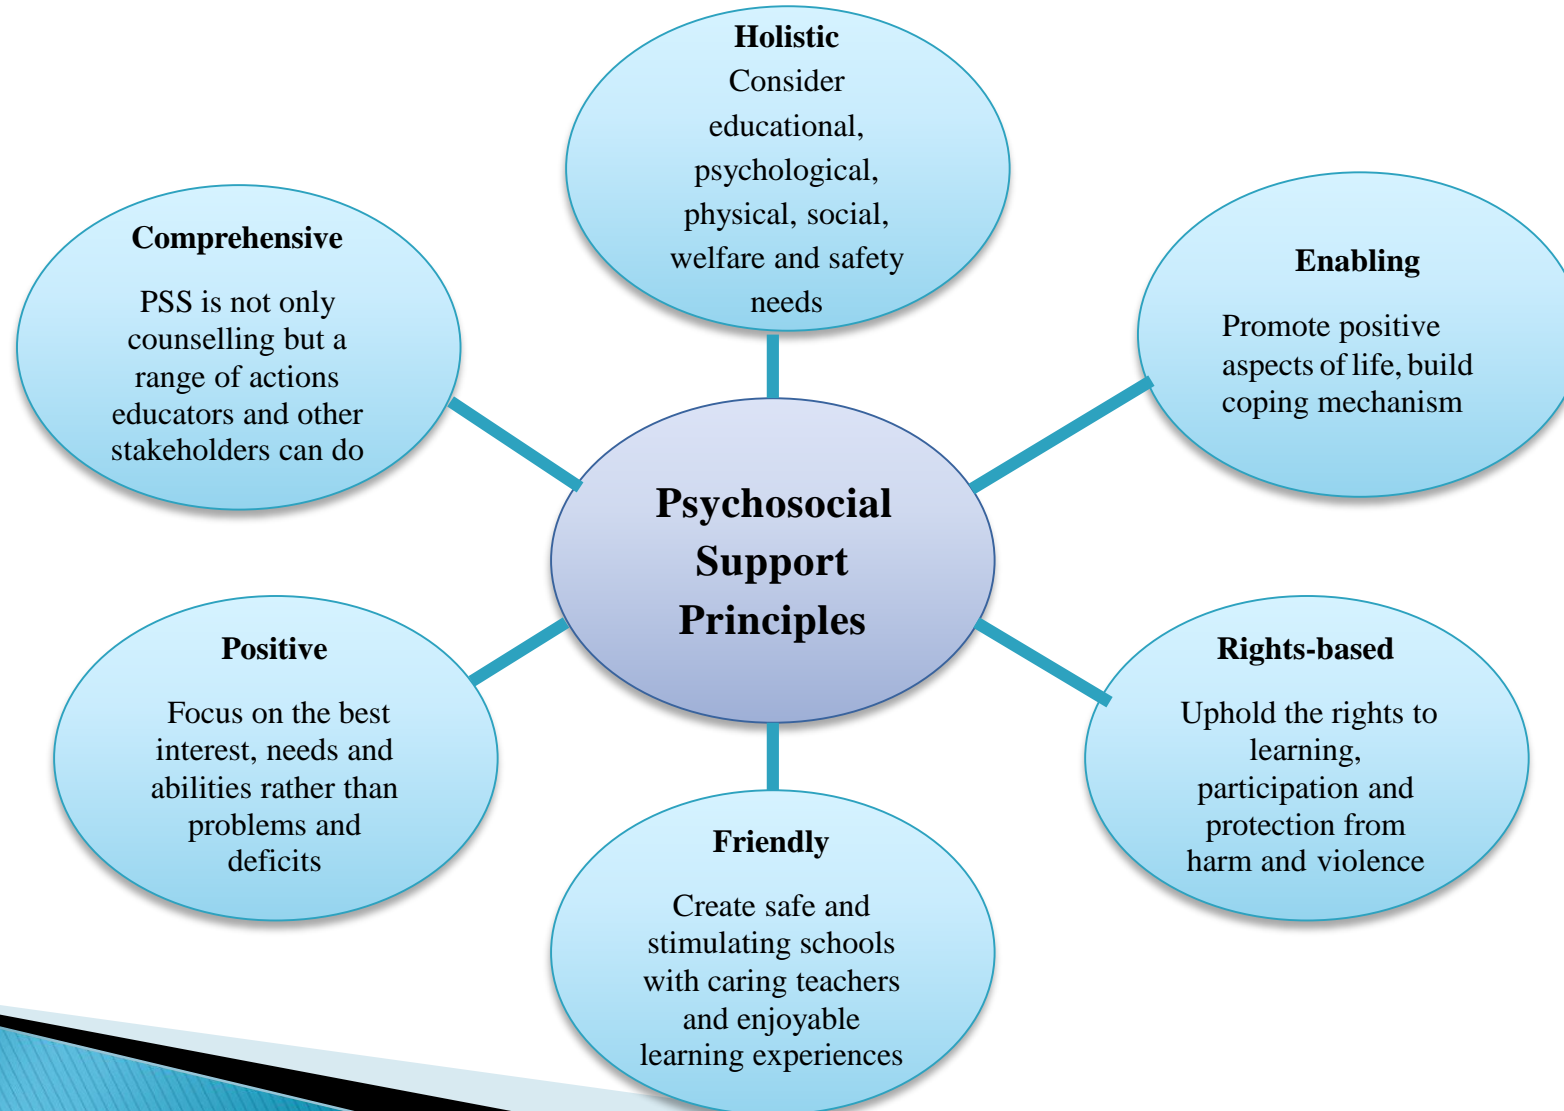 Holistic
Consider
educational,
psychological,
physical, social,
welfare and safety
needs
Comprehensive
PSS is not only
counselling but a
range of actions
educators and other
stakeholders can do
Enabling
Promote positive
aspects of life, build
coping mechanism
Psychosocial
Support
Principles
Positive
Focus on the best
interest, needs and
abilities rather than
problems and
deficits
Rights-based
Uphold the rights to
learning,
participation and
protection from
harm and violence
Friendly
Create safe and
stimulating schools
with caring teachers
and enjoyable
learning experiences